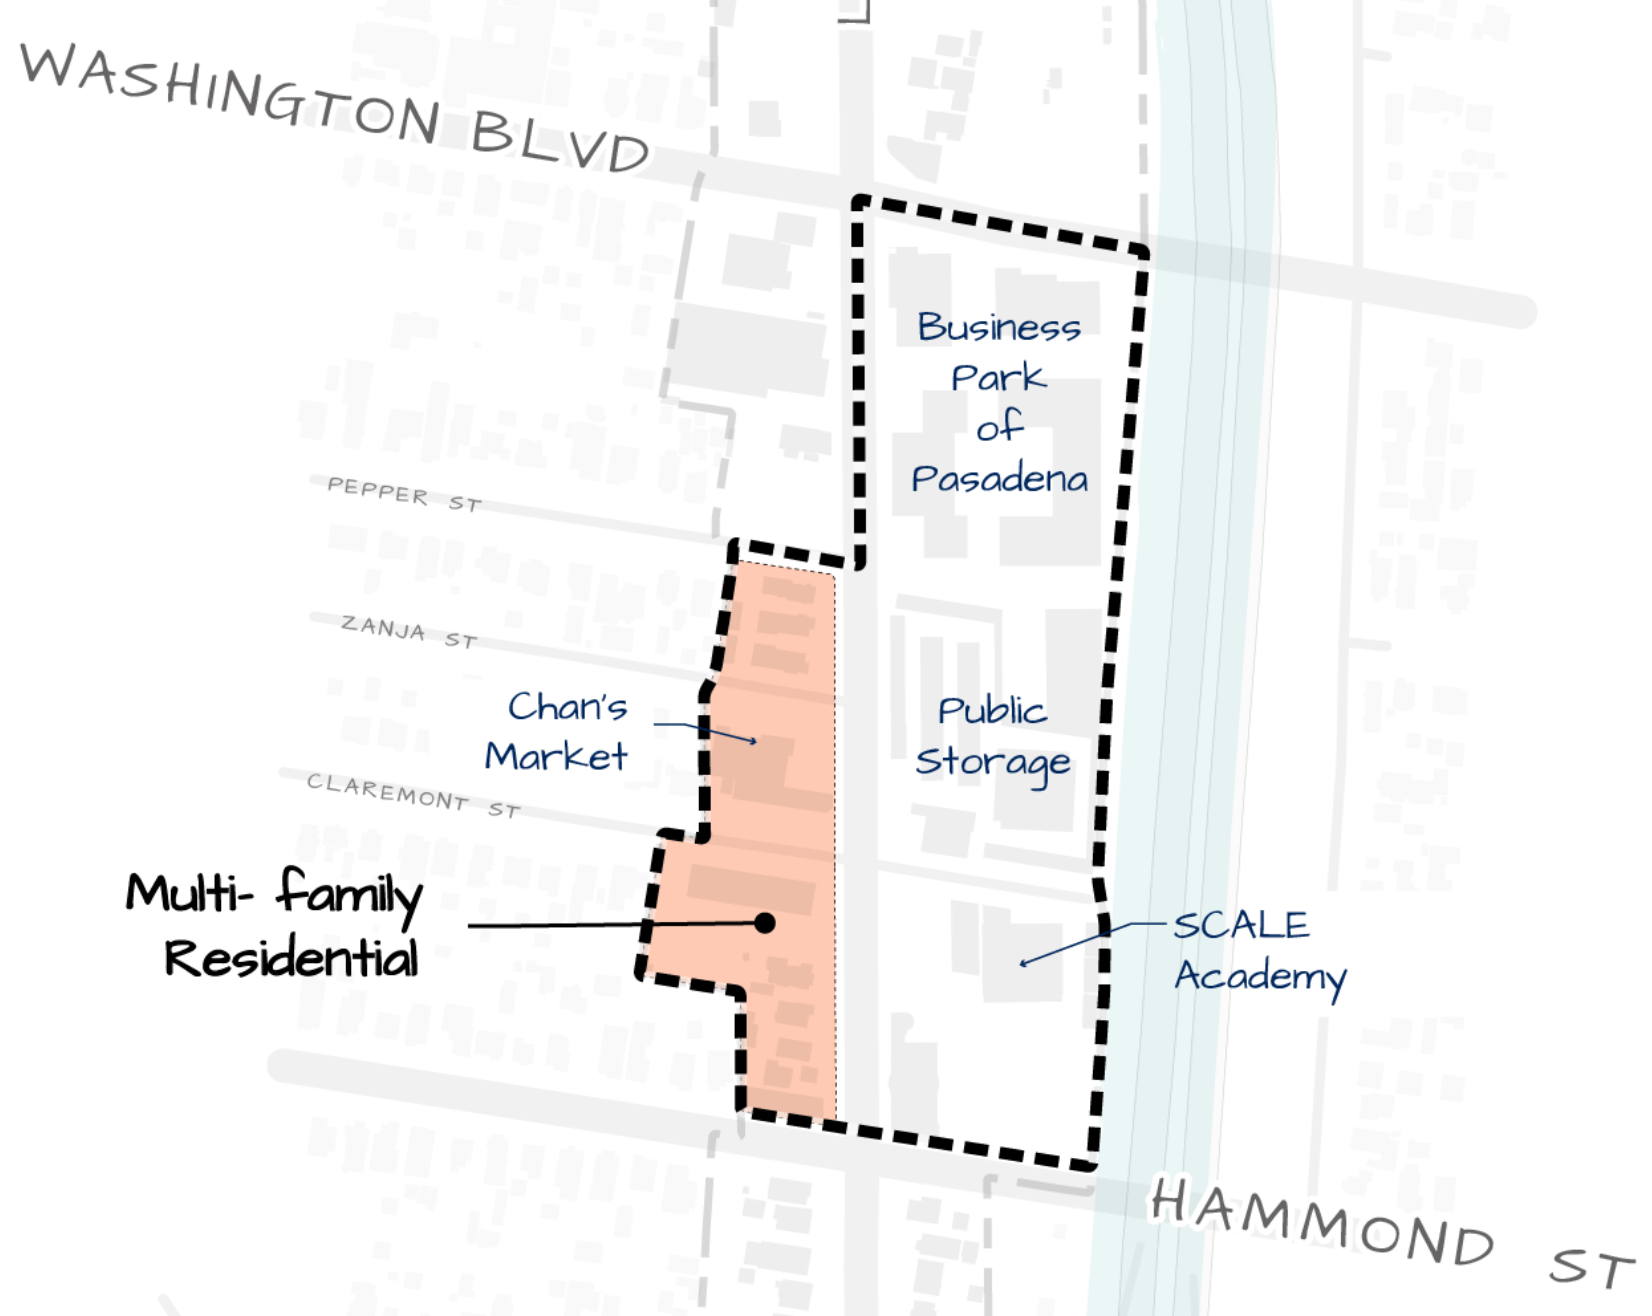 WASHINGTON BLVD
Business
Park
of
Pasadena
PEPPER ST
ZANJA ST
Chan's
Market
Public
Storage
CLAREMONT ST
Multi- family
Residential
SCALE
Academy
HAMMOND ST